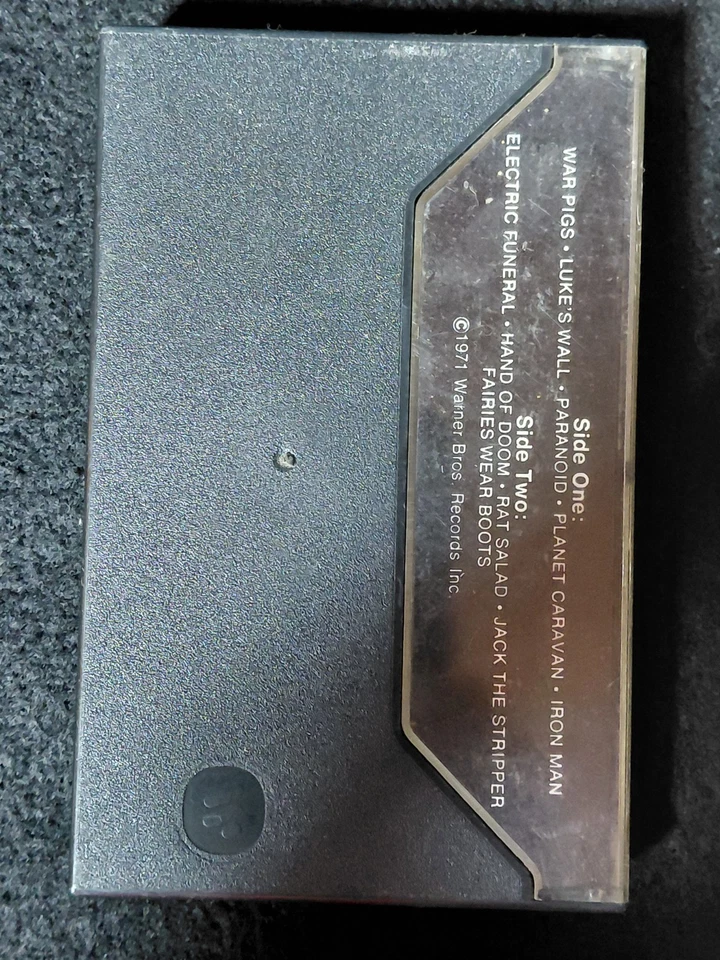 Side One:
WAR PIGS • LUKE'S WALL • PARANOID • PLANET CARAVAN • IRON MAN
Side Two:
ELECTRIC FUNERAL • HAND OF DOOM • RAT SALAD • JACK THE STRIPPER
FAIRIES WEAR BOOTS
©1971 Warner Bros. Records Inc.